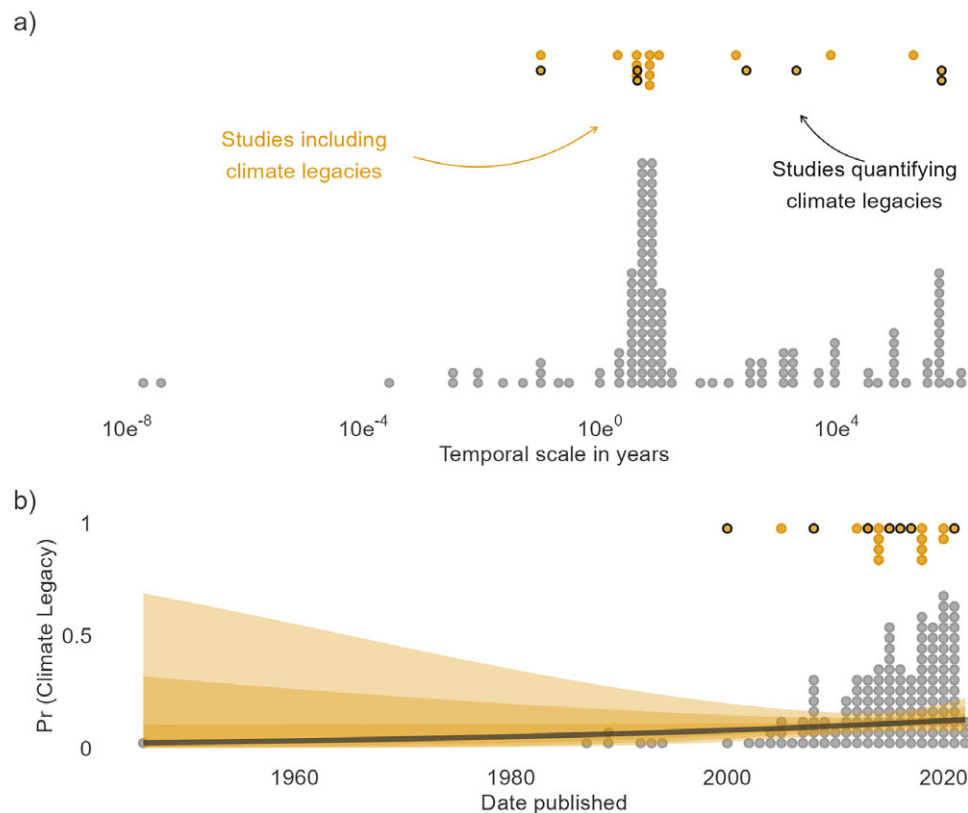 a)
Studies including
climate legacies
Studies quantifying
climate legacies
10e⁻⁸
10e⁻⁴
10e⁰
10e⁴
Temporal scale in years
b)
Pr (Climate Legacy)
1
0.5
0
1960
1980
2000
2020
Date published